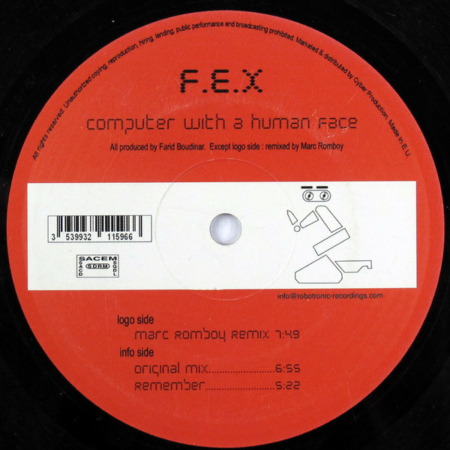 All rights reserved. Unauthorized copying, reproduction, hiring, lending, public performance and broadcasting prohibited. Marketed & distributed by Cyber Production. Made in E.U.
F.E.X
computer with a human face
All produced by Farid Boudinar. Except logo side : remixed by Marc Romboy
3 539932 115966
SACEM
SACD SDRM SGDL
info@robotronic-recordings.com
logo side
marc romboy remix 7:49
info side
original mix..........................6:55
remember..........................5:22